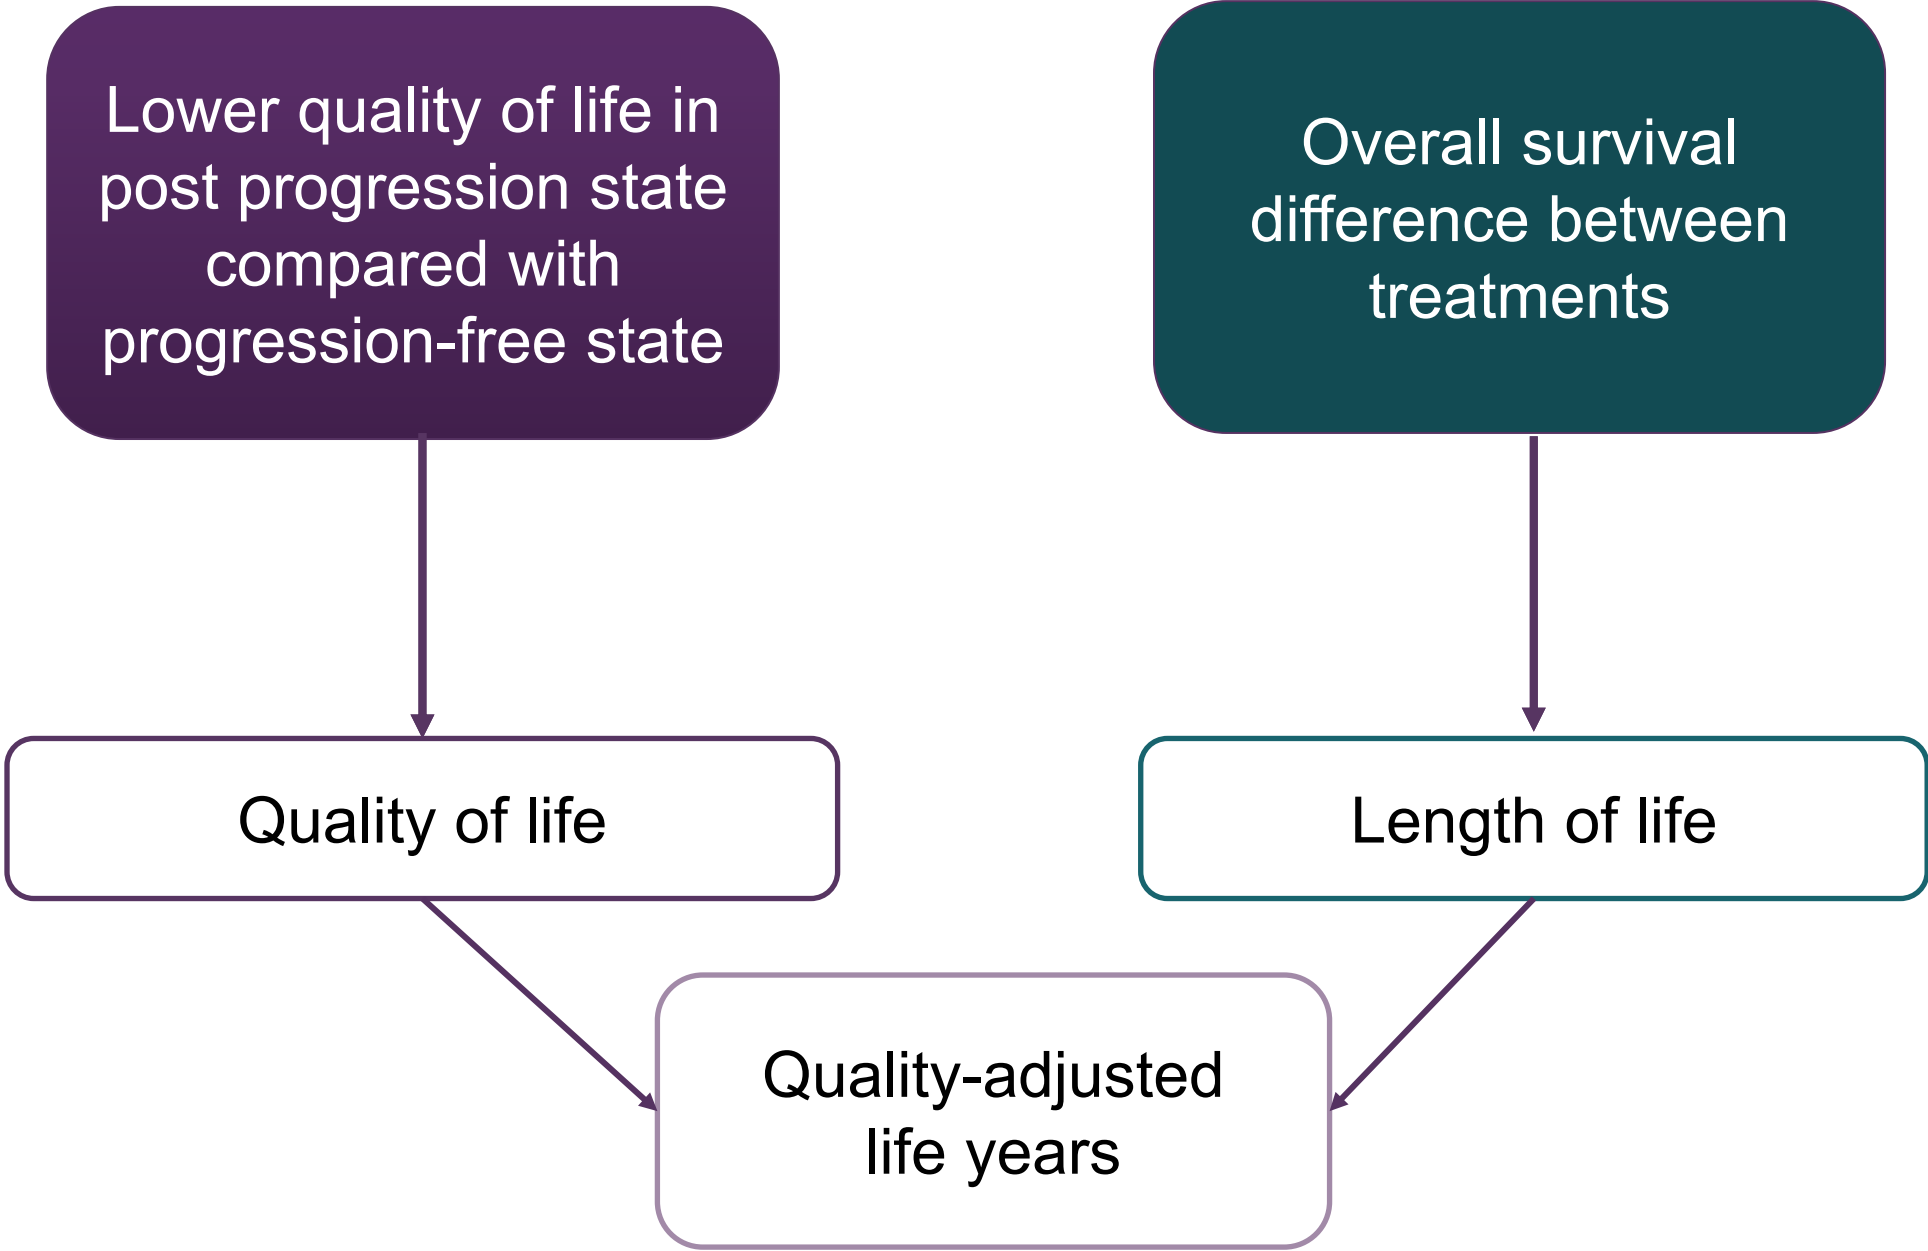 Lower quality of life in
post progression state
compared with
progression-free state
Overall survival
difference between
treatments
Quality of life
Length of life
Quality-adjusted
life years